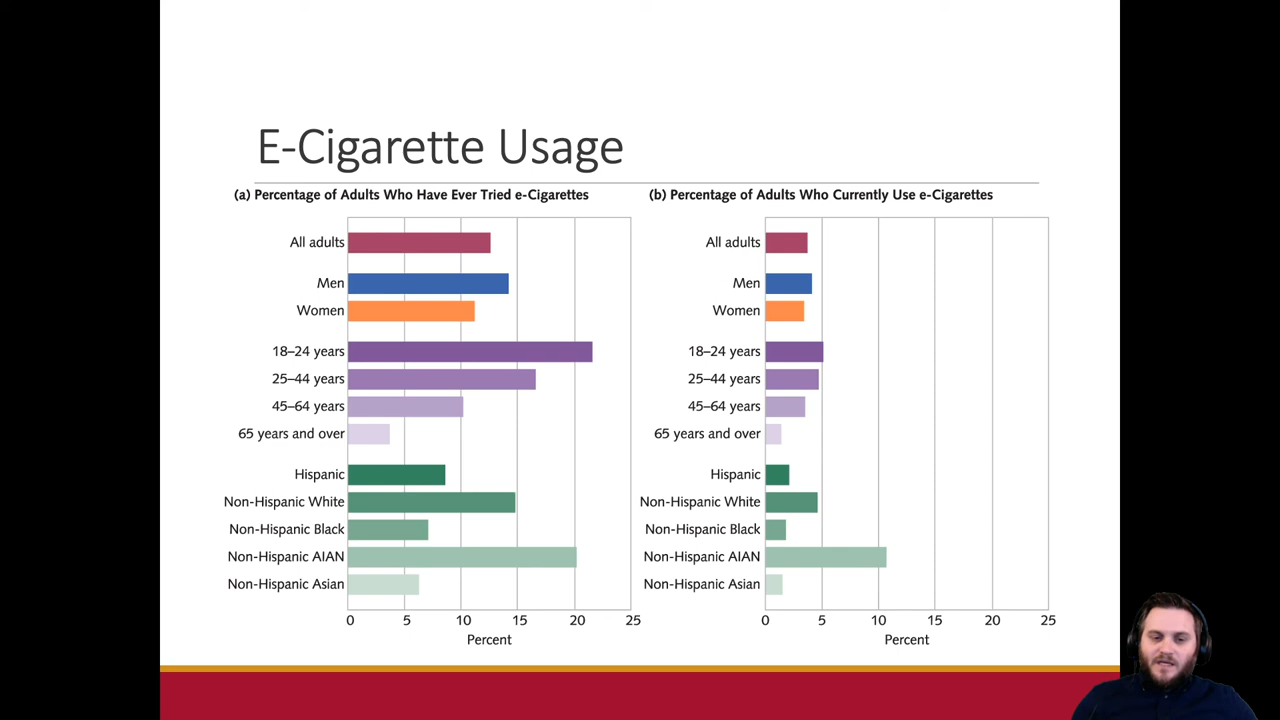 E-Cigarette Usage
(a) Percentage of Adults Who Have Ever Tried e-Cigarettes
All adults
Men
Women
18–24 years
25–44 years
45–64 years
65 years and over
Hispanic
Non-Hispanic White
Non-Hispanic Black
Non-Hispanic AIAN
Non-Hispanic Asian
0 5 10 15 20 25
Percent
(b) Percentage of Adults Who Currently Use e-Cigarettes
All adults
Men
Women
18–24 years
25–44 years
45–64 years
65 years and over
Hispanic
Non-Hispanic White
Non-Hispanic Black
Non-Hispanic AIAN
Non-Hispanic Asian
0 5 10 15 20 25
Percent